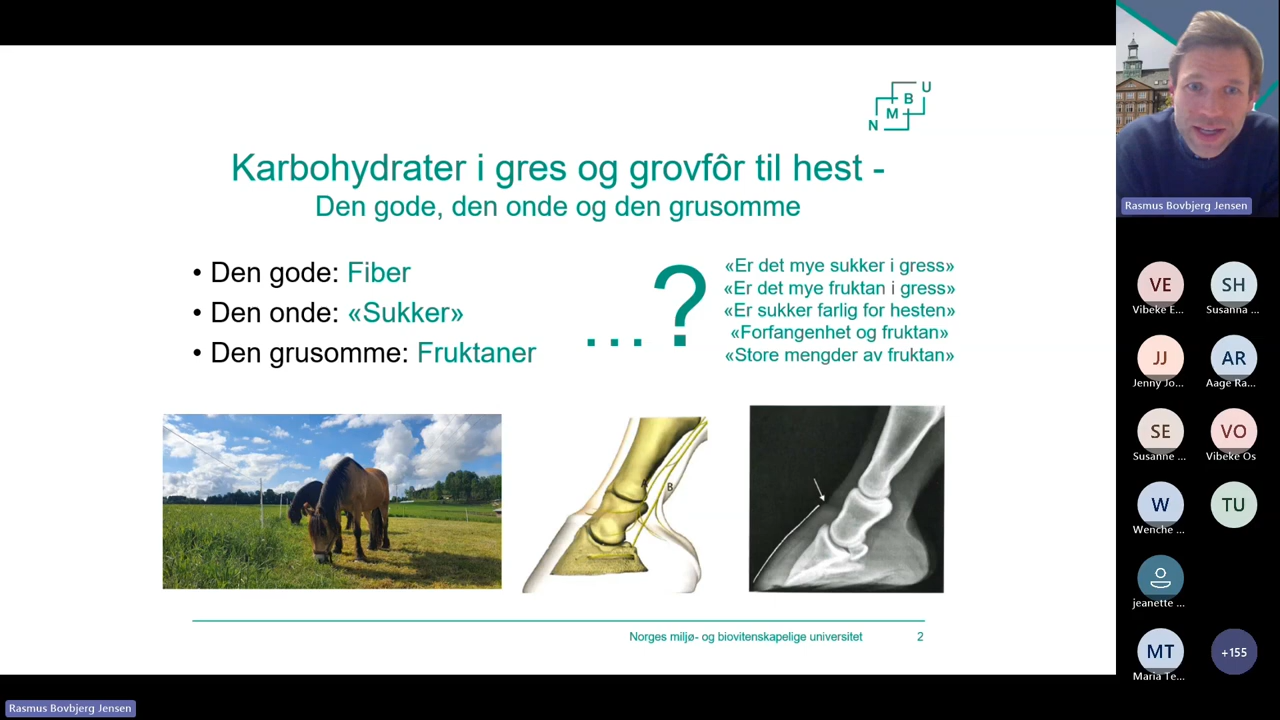 N M B U
Karbohydrater i gres og grovfôr til hest -
Den gode, den onde og den grusomme
• Den gode: Fiber
• Den onde: «Sukker»
• Den grusomme: Fruktaner
...?
«Er det mye sukker i gress»
«Er det mye fruktan i gress»
«Er sukker farlig for hesten»
«Forfangenhet og fruktan»
«Store mengder av fruktan»
A
B
Norges miljø- og biovitenskapelige universitet
2
Rasmus Bovbjerg Jensen
VE
Vibeke E...
SH
Susanna ...
JJ
Jenny Jo...
AR
Aage Ra...
SE
Susanne ...
VO
Vibeke Os
W
Wenche ...
TU
jeanette ...
MT
Maria Te...
+155
Rasmus Bovbjerg Jensen